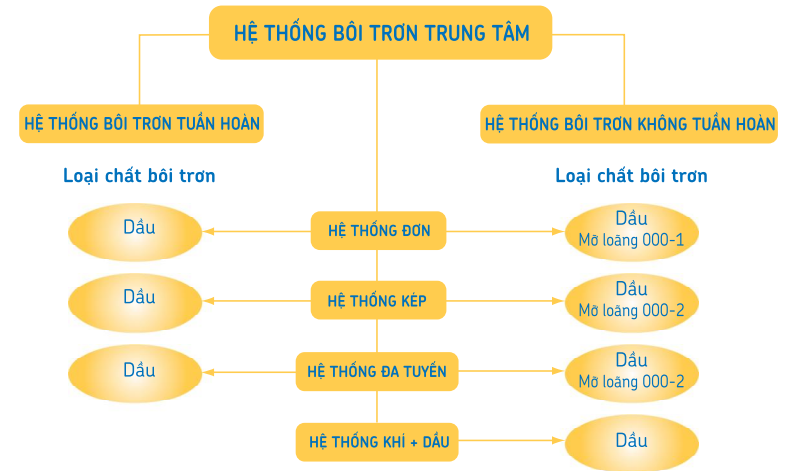 HỆ THỐNG BÔI TRƠN TRUNG TÂM
HỆ THỐNG BÔI TRƠN TUẦN HOÀN
HỆ THỐNG BÔI TRƠN KHÔNG TUẦN HOÀN
Loại chất bôi trơn
Loại chất bôi trơn
Dầu
HỆ THỐNG ĐƠN
Dầu
Mỡ loãng 000-1
Dầu
HỆ THỐNG KÉP
Dầu
Mỡ loãng 000-2
Dầu
HỆ THỐNG ĐA TUYẾN
Dầu
Mỡ loãng 000-2
HỆ THỐNG KHÍ + DẦU
Dầu